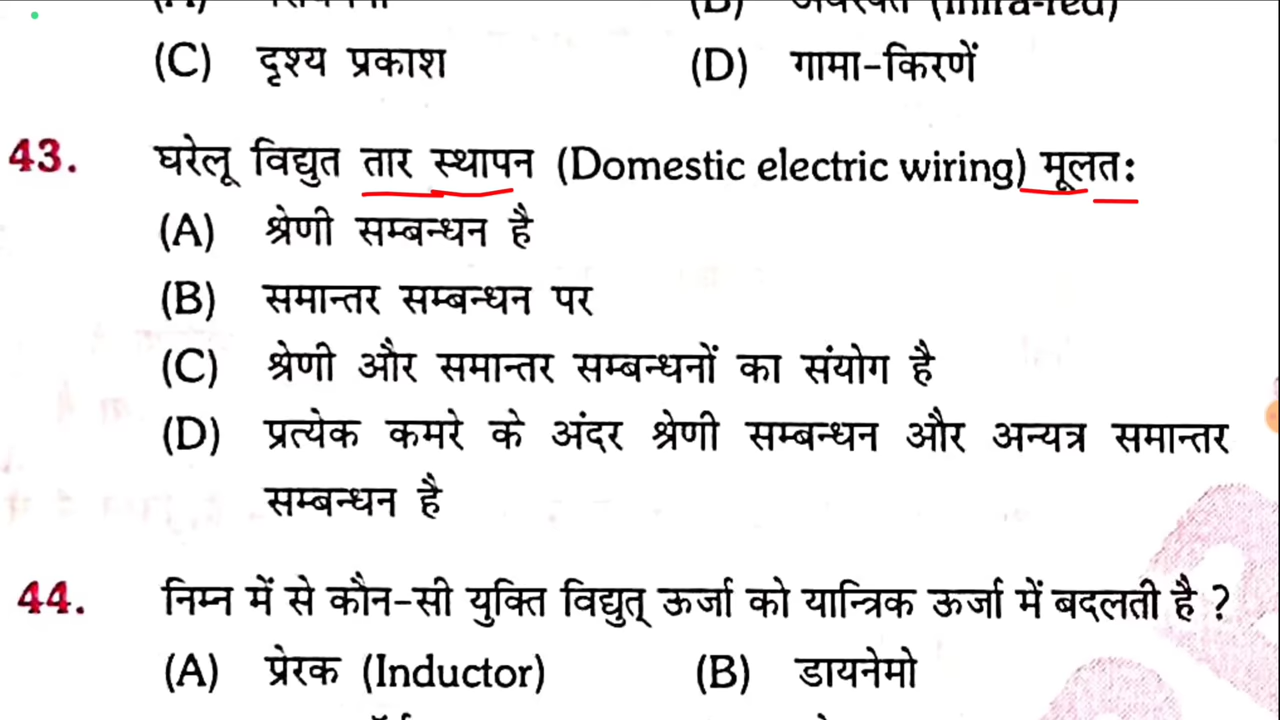 (Infra-red)
(C) दृश्य प्रकाश (D) गामा-किरणें
43. घरेलू विद्युत तार स्थापन (Domestic electric wiring) मूलतः
(A) श्रेणी सम्बन्धन है
(B) समान्तर सम्बन्धन पर
(C) श्रेणी और समान्तर सम्बन्धनों का संयोग है
(D) प्रत्येक कमरे के अंदर श्रेणी सम्बन्धन और अन्यत्र समान्तर
सम्बन्धन है
44. निम्न में से कौन-सी युक्ति विद्युत् ऊर्जा को यान्त्रिक ऊर्जा में बदलती है ?
(A) प्रेरक (Inductor) (B) डायनेमो